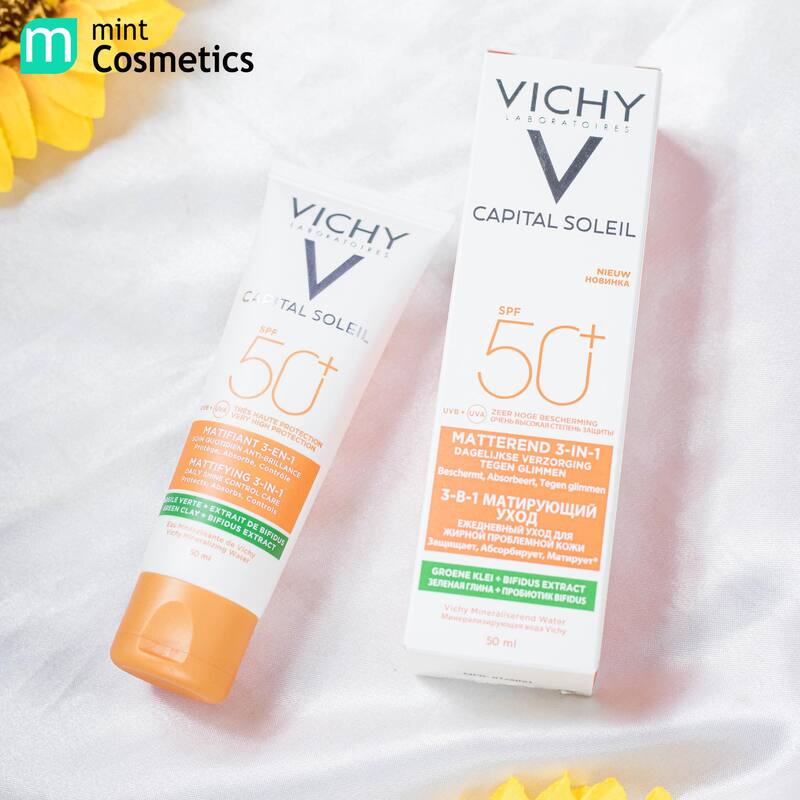 mint
Cosmetics
VICHY
LABORATOIRES
CAPITAL SOLEIL
SPF
50+
UVB + UVA
TRÈS HAUTE PROTECTION
VERY HIGH PROTECTION
MATIFIANT 3-EN-1
SOIN QUOTIDIEN ANTI-BRILLANCE
Protège, Absorbe, Contrôle
MATTIFYING 3-IN-1
DAILY SHINE CONTROL CARE
Protects, Absorbs, Controls
ARGILE VERTE + EXTRAIT DE BIFIDUS
GREEN CLAY + BIFIDUS EXTRACT
Eau Minéralisante de Vichy
Vichy Mineralizing Water
50 ml
VICHY
LABORATOIRES
CAPITAL SOLEIL
NIEUW
НОВИНКА
SPF
50+
UVB + UVA
ZEER HOGE BESCHERMING
ОЧЕНЬ ВЫСОКАЯ СТЕПЕНЬ ЗАЩИТЫ
MATTEREND 3-IN-1
DAGELIJKSE VERZORGING
TEGEN GLIMMEN
Beschermt, Absorbeert, Tegen glimmen
3-В-1 МАТИРУЮЩИЙ
УХОД
ЕЖЕДНЕВНЫЙ УХОД ДЛЯ
ЖИРНОЙ ПРОБЛЕМНОЙ КОЖИ
Защищает, Абсорбирует, Матирует*
GROENE KLEI + BIFIDUS EXTRACT
ЗЕЛЕНАЯ ГЛИНА + ПРОБИОТИК BIFIDUS
Vichy Mineraliserend Water
Минерализирующая вода Vichy
50 ml